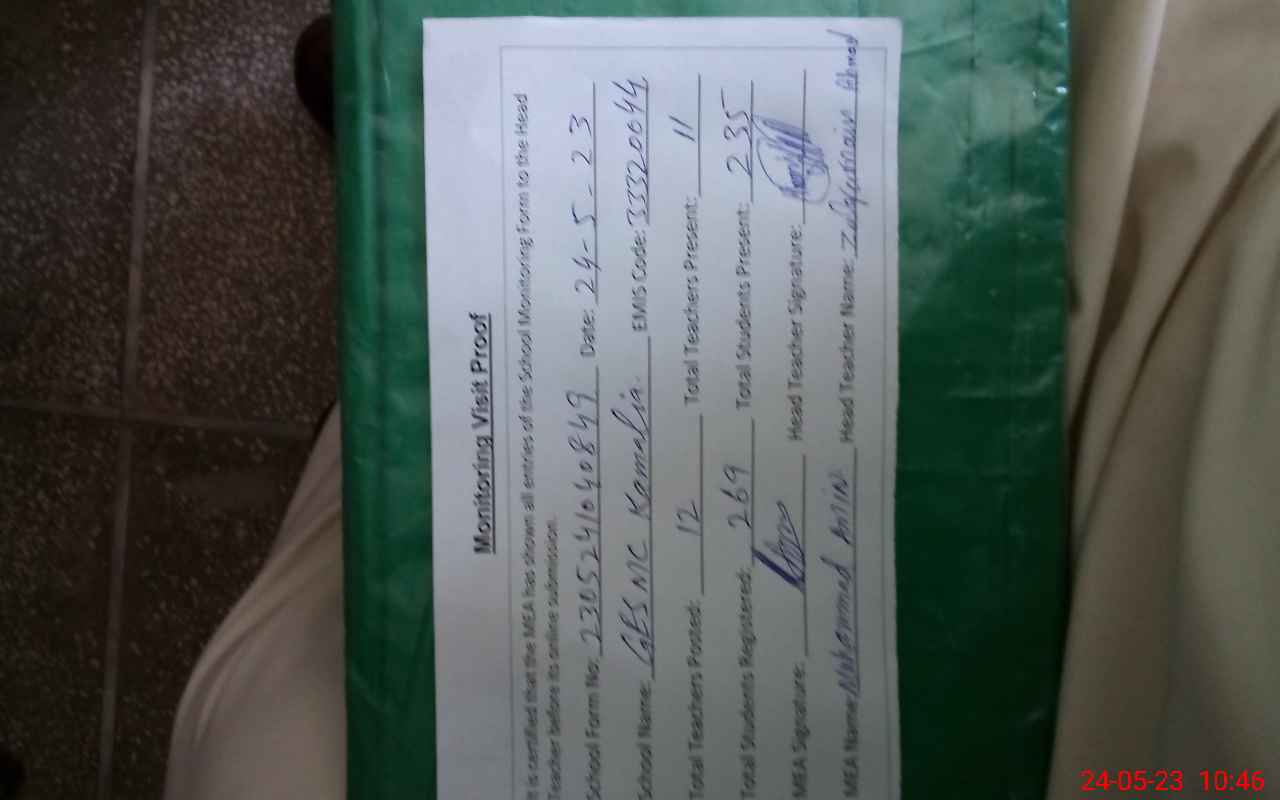 Monitoring Visit Proof
It is certified that the MEA has shown all entries of the School Monitoring Form to the Head
Teacher before its online submission.
School Form No: 2305241040849 Date: 24-5-23
School Name: GES MC Kamalia. EMIS Code: 33320044
Total Teachers Posted: 12 Total Teachers Present: 11
Total Students Registered: 269 Total Students Present: 235
MEA Signature: Head Teacher Signature:
MEA Name: Muhammad Amin Head Teacher Name: Ahmad
24-05-23 10:46